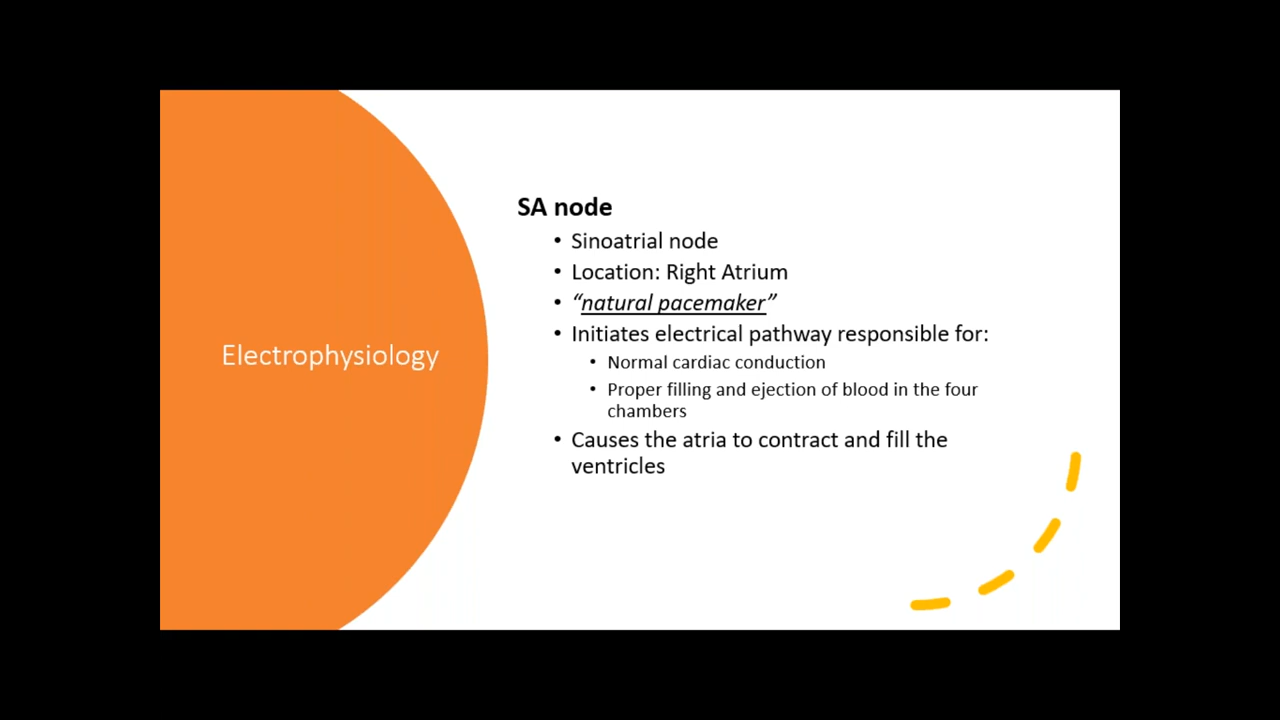 Electrophysiology
SA node
• Sinoatrial node
• Location: Right Atrium
• “natural pacemaker”
• Initiates electrical pathway responsible for:
• Normal cardiac conduction
• Proper filling and ejection of blood in the four
chambers
• Causes the atria to contract and fill the
ventricles